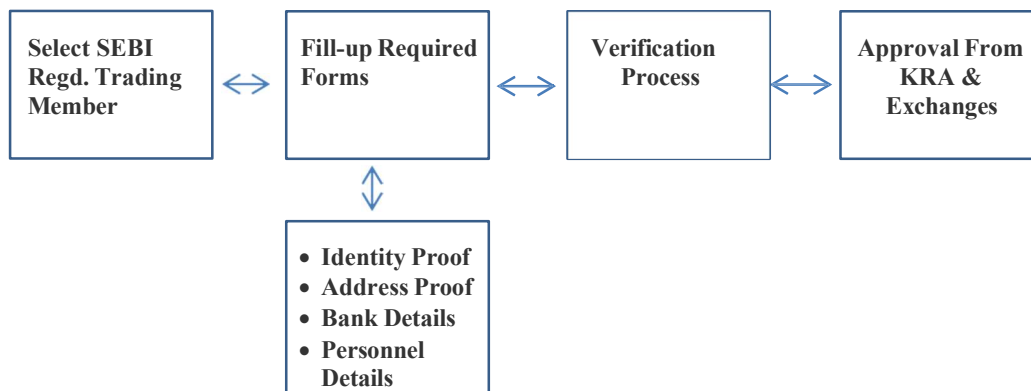 Select SEBI
Regd. Trading
Member
Fill-up Required
Forms
Verification
Process
Approval From
KRA &
Exchanges
• Identity Proof
• Address Proof
• Bank Details
• Personnel
Details